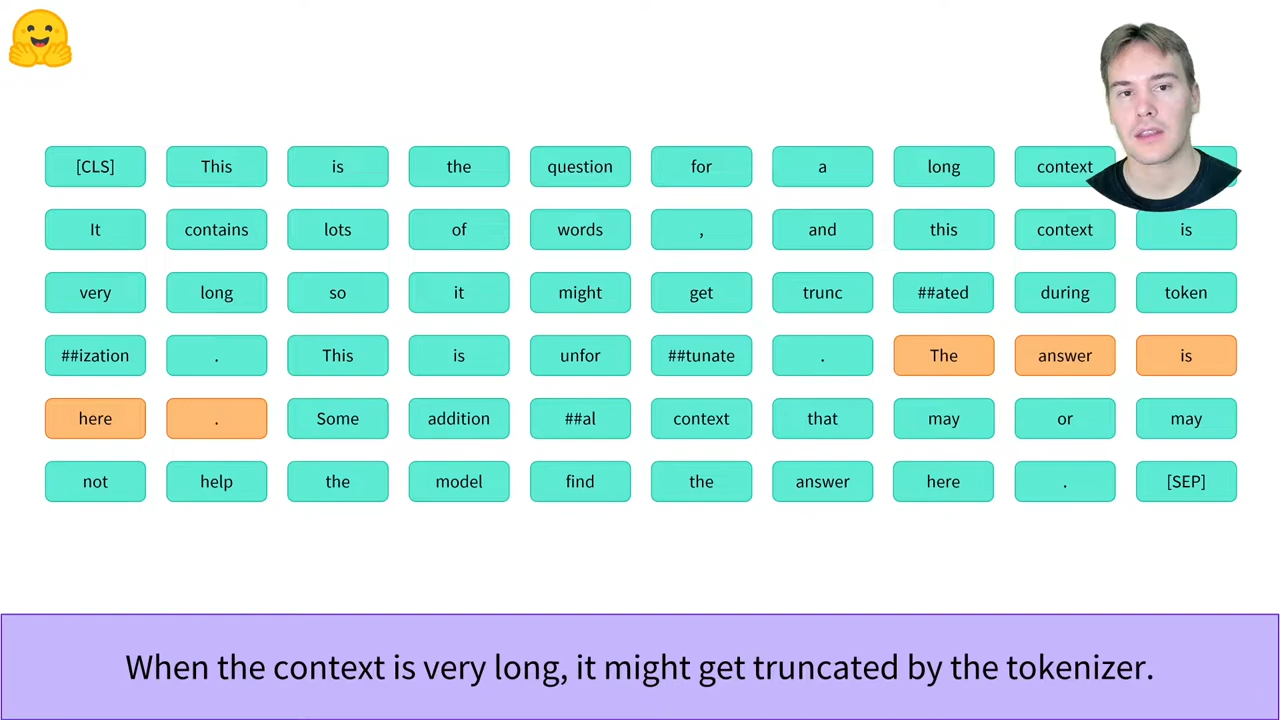 [CLS] This is the question for a long context
It contains lots of words , and this context is
very long so it might get trunc ##ated during token
##ization . This is unfor ##tunate . The answer is
here . Some addition ##al context that may or may
not help the model find the answer here . [SEP]
When the context is very long, it might get truncated by the tokenizer.